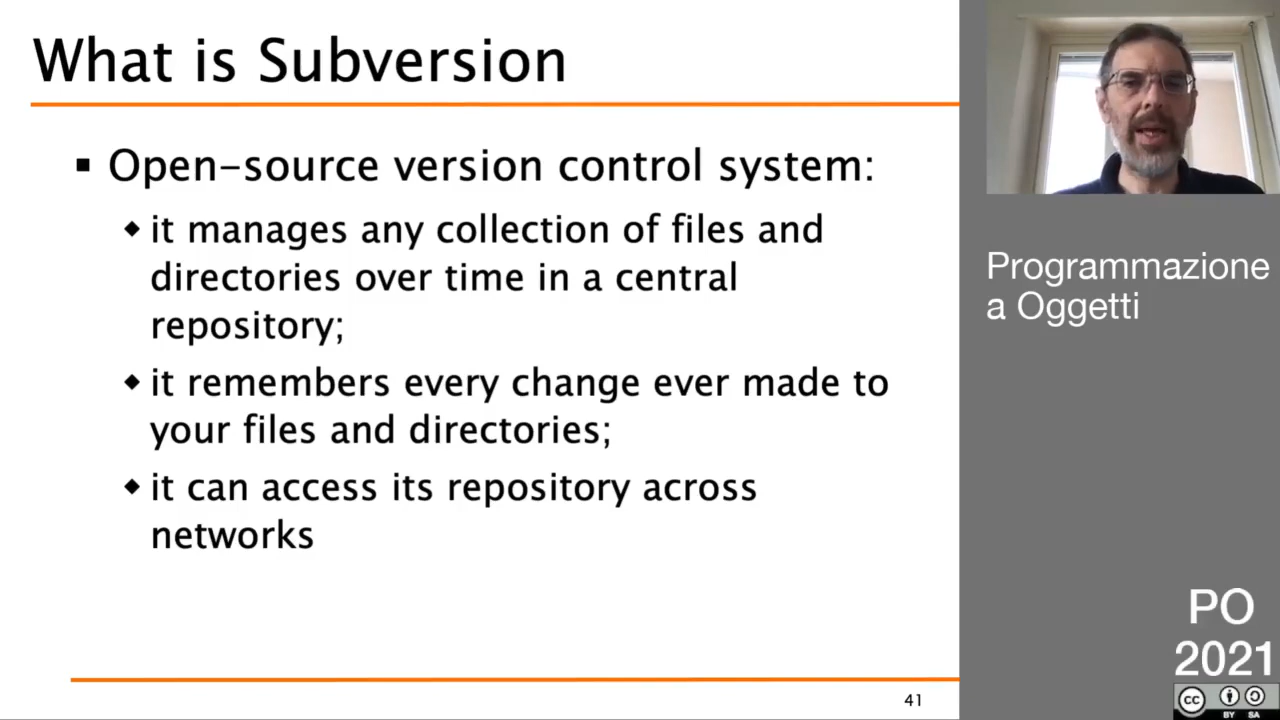 What is Subversion
▪ Open-source version control system:
◆ it manages any collection of files and
directories over time in a central
repository;
◆ it remembers every change ever made to
your files and directories;
◆ it can access its repository across
networks
41
Programmazione
a Oggetti
PO
2021
cc
BY SA